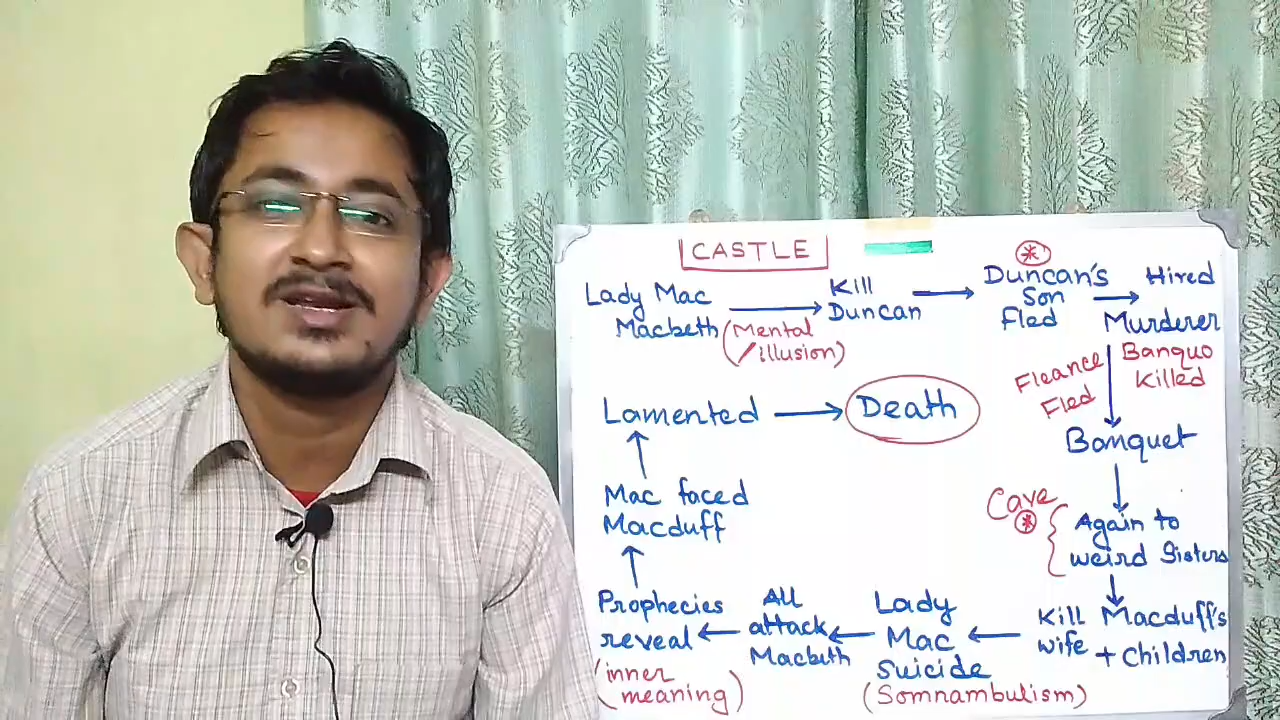 CASTLE
Lady Mac
Macbeth
(Mental
illusion)
Kill
Duncan
*
Duncan's
Son
Fled
Hired
Murderer
Fleance
Fled
Banquo
Killed
Banquet
Cave
*
Again to
weird Sisters
Kill Macduff's
wife + Children
Lady
Mac
Suicide
(Somnambulism)
All
attack
Macbeth
Prophecies
reveal
(inner
meaning)
Mac faced
Macduff
Lamented
Death